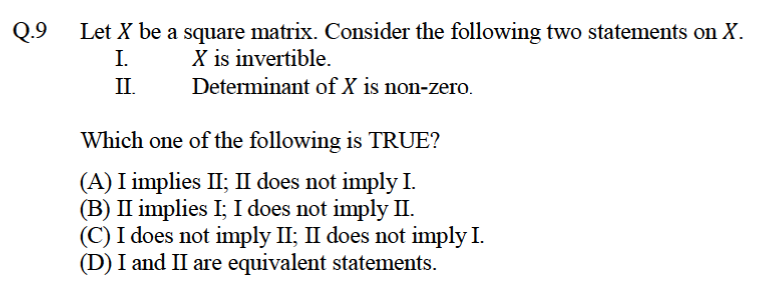 Q.9 Let X be a square matrix. Consider the following two statements on X.
I. X is invertible.
II. Determinant of X is non-zero.
Which one of the following is TRUE?
(A) I implies II; II does not imply I.
(B) II implies I; I does not imply II.
(C) I does not imply II; II does not imply I.
(D) I and II are equivalent statements.